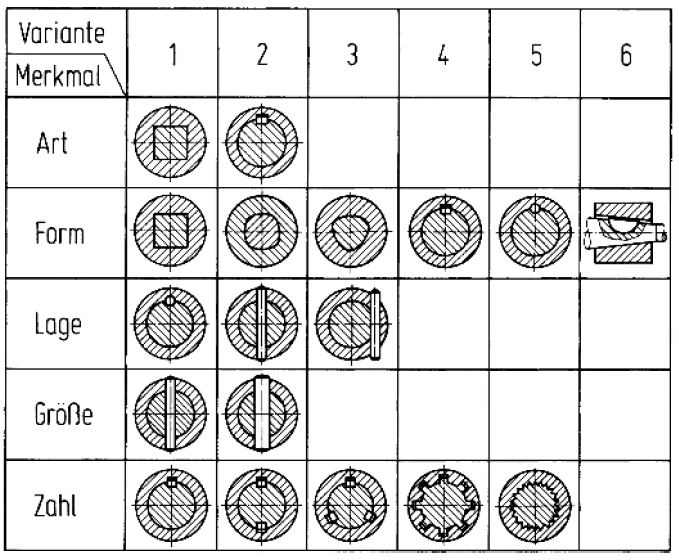 Variante
Merkmal
1 2 3 4 5 6
Art
Form
Lage
Größe
Zahl